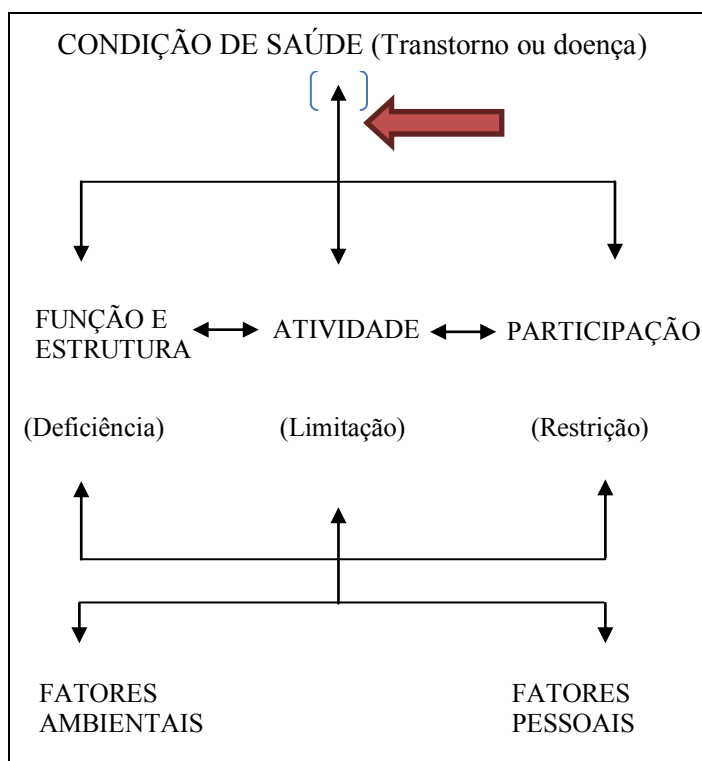 CONDIÇÃO DE SAÚDE (Transtorno ou doença)
FUNÇÃO E
ESTRUTURA
ATIVIDADE
PARTICIPAÇÃO
(Deficiência)
(Limitação)
(Restrição)
FATORES
AMBIENTAIS
FATORES
PESSOAIS